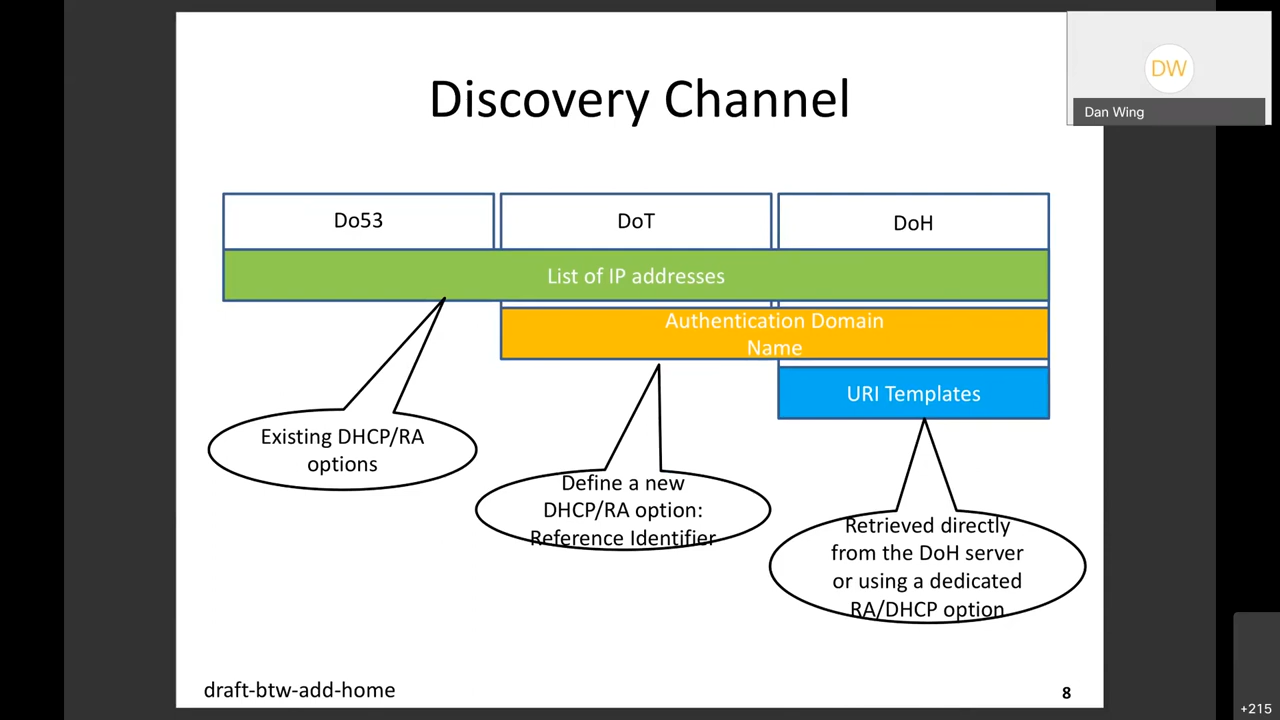 Discovery Channel
DW
Dan Wing
Do53
DoT
DoH
List of IP addresses
Authentication Domain
Name
URI Templates
Existing DHCP/RA
options
Define a new
DHCP/RA option:
Reference Identifier
Retrieved directly
from the DoH server
or using a dedicated
RA/DHCP option
draft-btw-add-home
8
+215